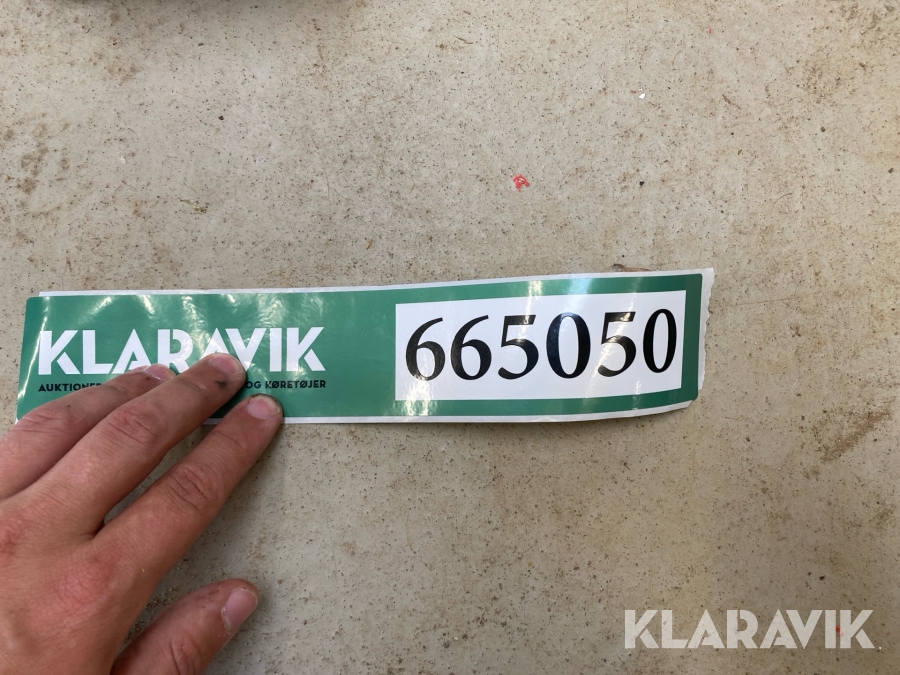 KLARAVIK
665050
AUKTIONER
OG KØRETØJER
KLARAVIK.